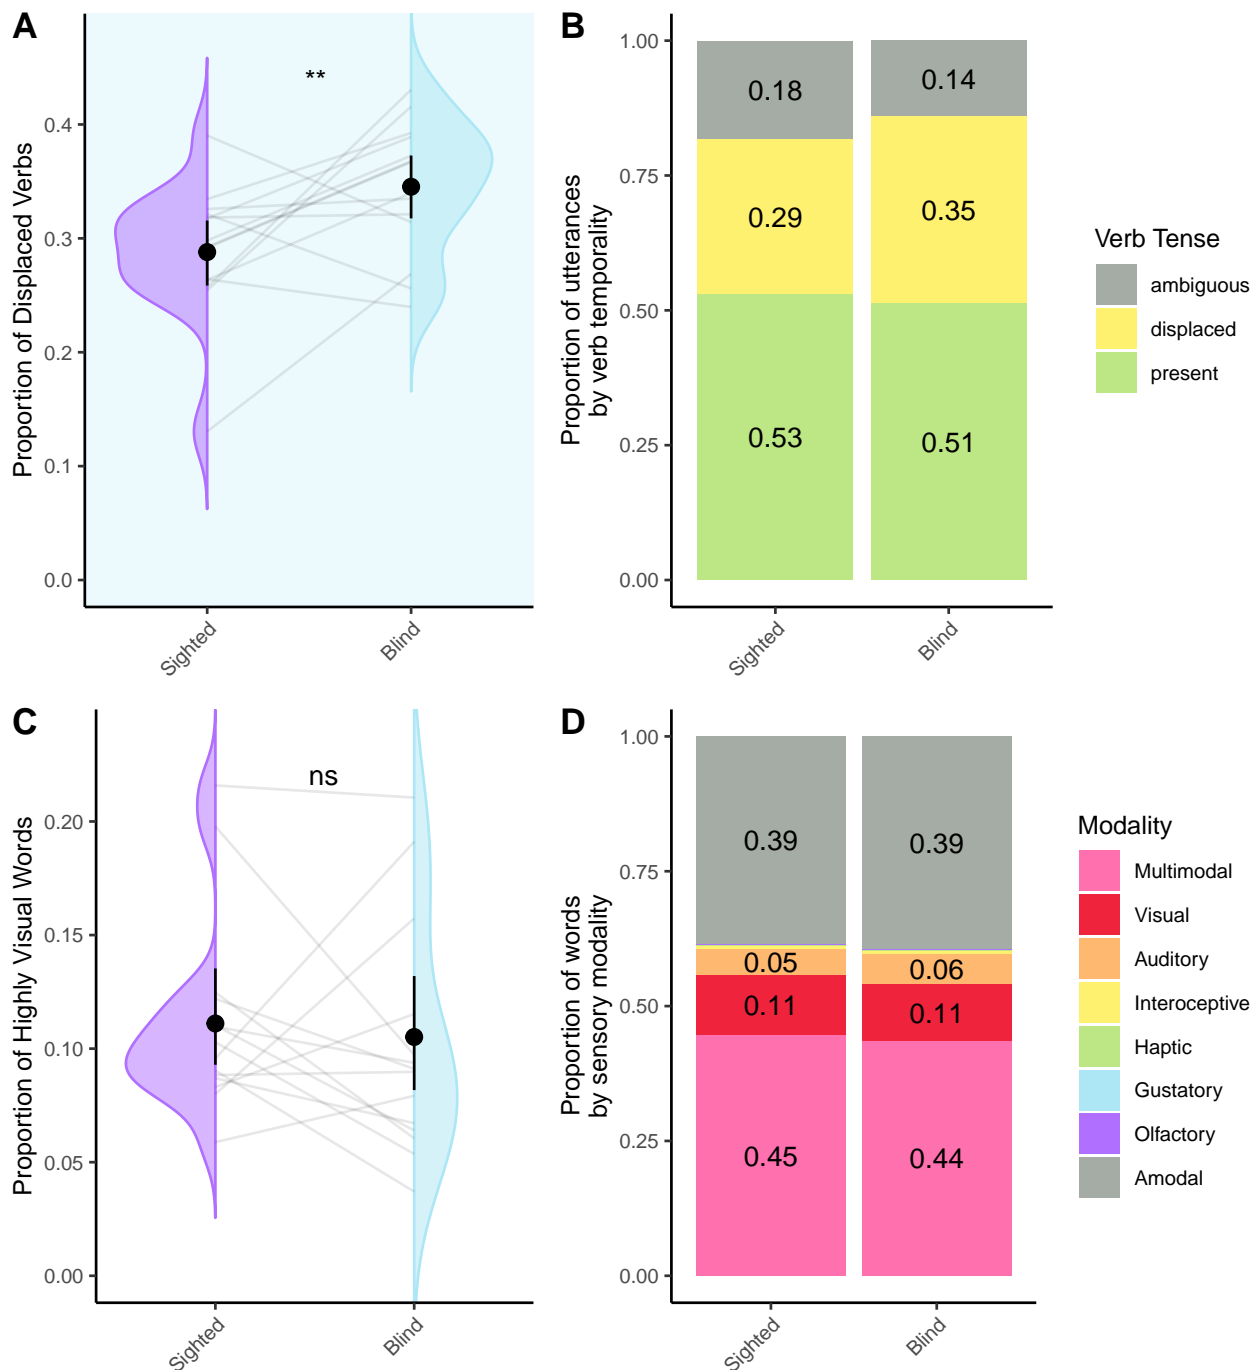 A
**
Proportion of Displaced Verbs
0.4
0.3
0.2
0.1
0.0
Sighted
Blind
B
Proportion of utterances
by verb temporality
1.00
0.75
0.50
0.25
0.00
0.18
0.14
0.29
0.35
0.53
0.51
Sighted
Blind
Verb Tense
ambiguous
displaced
present
C
ns
Proportion of Highly Visual Words
0.20
0.15
0.10
0.05
0.00
Sighted
Blind
D
Proportion of words
by sensory modality
1.00
0.75
0.50
0.25
0.00
0.39
0.39
0.05
0.06
0.11
0.11
0.45
0.44
Sighted
Blind
Modality
Multimodal
Visual
Auditory
Interoceptive
Haptic
Gustatory
Olfactory
Amodal